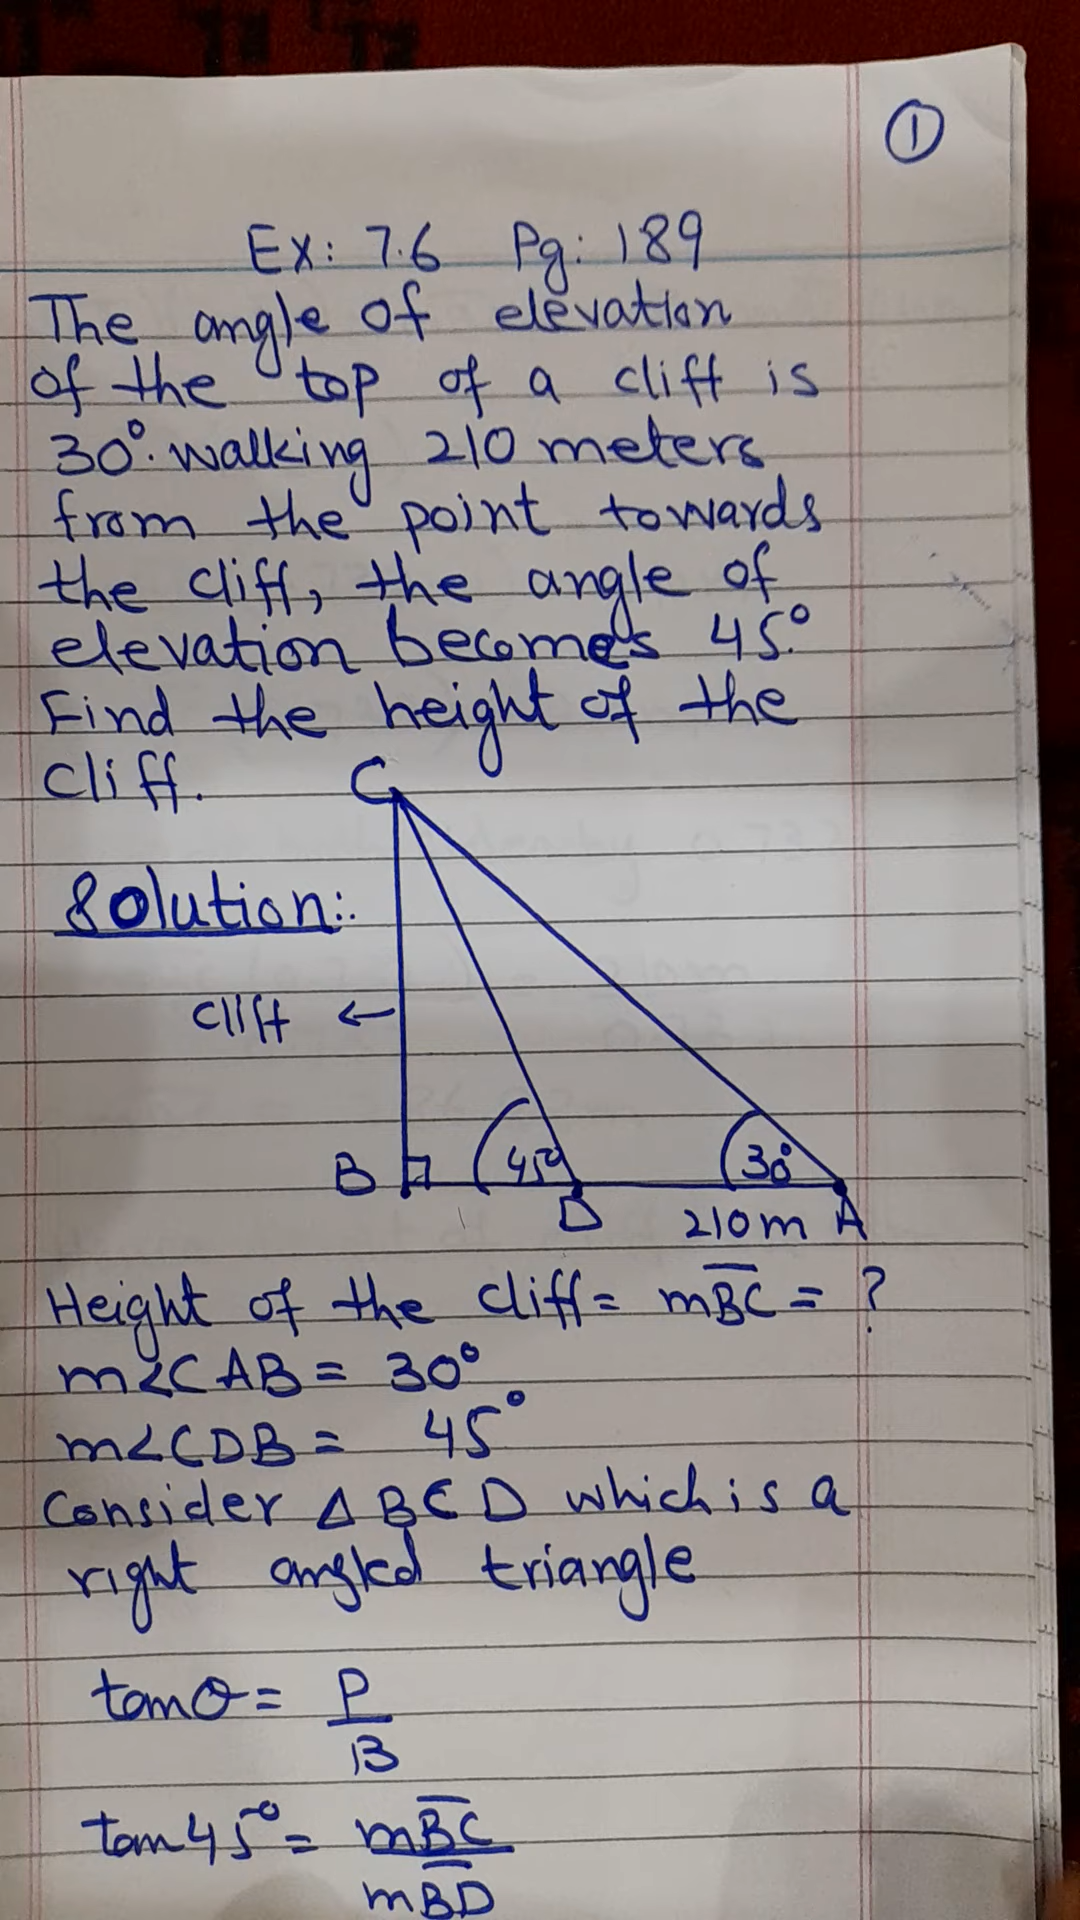 ①
Ex: 7.6 Pg: 189
The angle of elevation
of the top of a cliff is
30°. walking 210 meters
from the point towards
the cliff, the angle of
elevation becomes 45°.
Find the height of the
cliff.
C
Solution:.
cliff ←
B 45° 30°
D 210m A
Height of the cliff = mBC = ?
m∠CAB = 30°
m∠CDB = 45°
Consider △ BCD which is a
right angled triangle
tanθ = P
B
tan45° = mBC
mBD